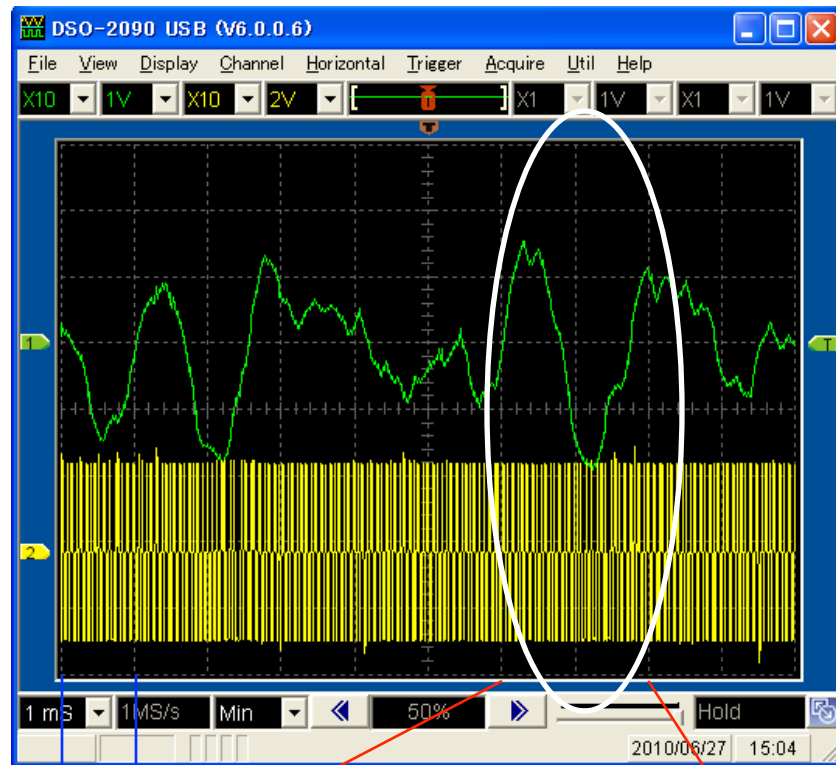 DSO-2090 USB (V6.0.0.6)
File View Display Channel Horizontal Trigger Acquire Util Help
X10 1V X10 2V T X1 1V X1 1V
T
1 T
2
1 mS 1MS/s Min 50% Hold
2010/06/27 15:04